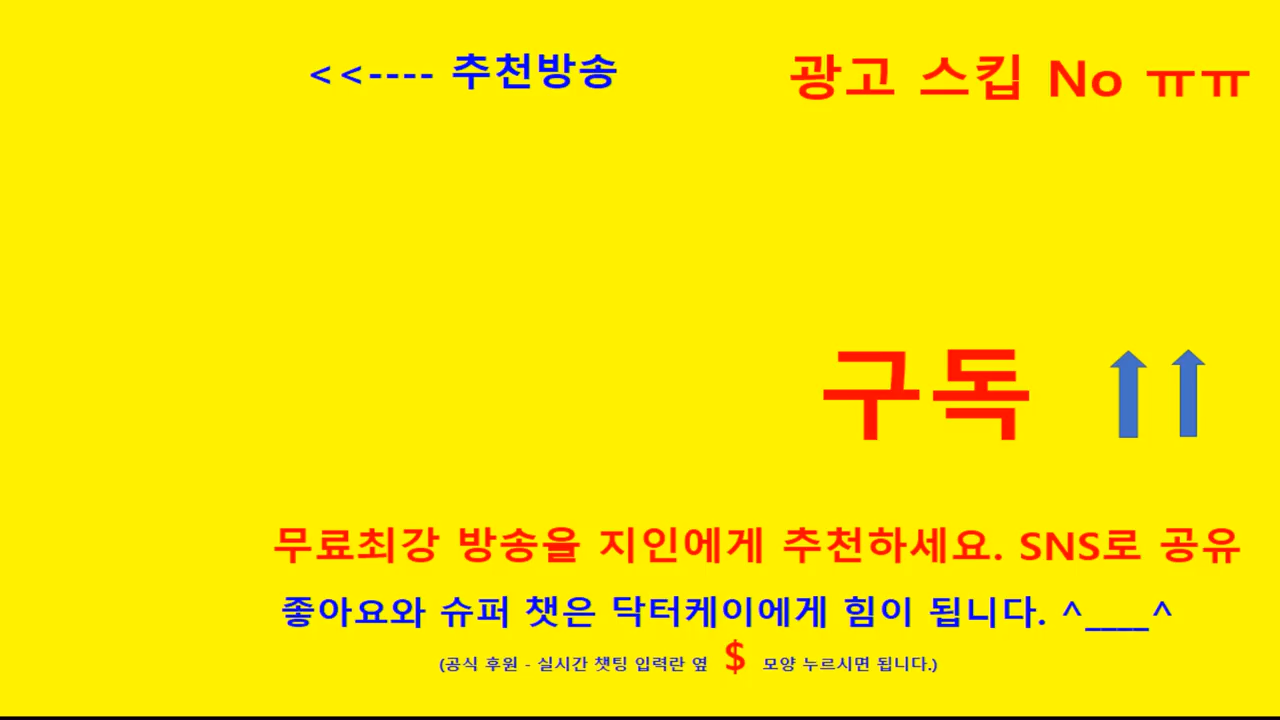 <<---- 추천방송
광고 스킵 No ㅠㅠ
구독
무료최강 방송을 지인에게 추천하세요. SNS로 공유
좋아요와 슈퍼 챗은 닥터케이에게 힘이 됩니다. ^____^
(공식 후원 - 실시간 챗팅 입력란 옆 $ 모양 누르시면 됩니다.)